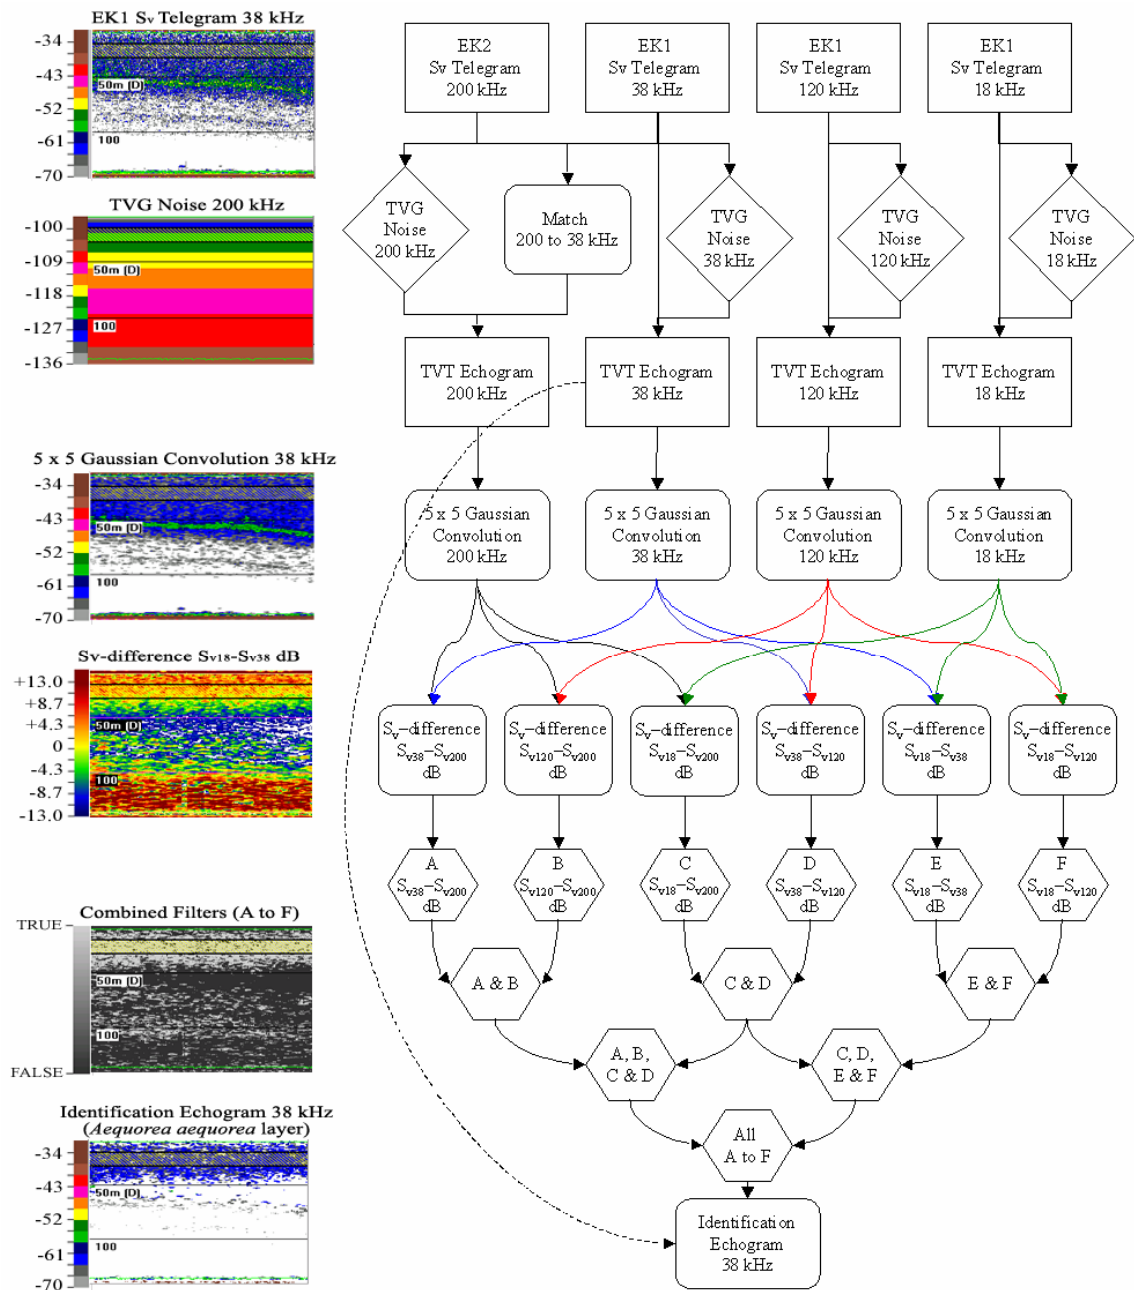 EK1 Sv Telegram 38 kHz
-34
-43
50m (D)
-52
-61
100
-70
TVG Noise 200 kHz
-100
-109
50m (D)
-118
-127
100
-136
5 x 5 Gaussian Convolution 38 kHz
-34
-43
50m (D)
-52
-61
100
-70
Sv-difference Sv18-Sv38 dB
+13.0
+8.7
+4.3
50m (D)
0
-4.3
100
-8.7
-13.0
Combined Filters (A to F)
TRUE
50m (D)
100
FALSE
Identification Echogram 38 kHz
(Aequorea aequorea layer)
-34
-43
50m (D)
-52
100
-61
-70
EK2
Sv Telegram
200 kHz
EK1
Sv Telegram
38 kHz
EK1
Sv Telegram
120 kHz
EK1
Sv Telegram
18 kHz
TVG
Noise
200 kHz
Match
200 to 38 kHz
TVG
Noise
38 kHz
TVG
Noise
120 kHz
TVG
Noise
18 kHz
TVT Echogram
200 kHz
TVT Echogram
38 kHz
TVT Echogram
120 kHz
TVT Echogram
18 kHz
5 x 5 Gaussian
Convolution
200 kHz
5 x 5 Gaussian
Convolution
38 kHz
5 x 5 Gaussian
Convolution
120 kHz
5 x 5 Gaussian
Convolution
18 kHz
Sv-difference
Sv38-Sv200
dB
Sv-difference
Sv120-Sv200
dB
Sv-difference
Sv18-Sv200
dB
Sv-difference
Sv38-Sv120
dB
Sv-difference
Sv18-Sv38
dB
Sv-difference
Sv18-Sv120
dB
A
Sv38-Sv200
dB
B
Sv120-Sv200
dB
C
Sv18-Sv200
dB
D
Sv38-Sv120
dB
E
Sv18-Sv38
dB
F
Sv18-Sv120
dB
A & B
C & D
E & F
A, B,
C & D
C, D,
E & F
All
A to F
Identification
Echogram
38 kHz